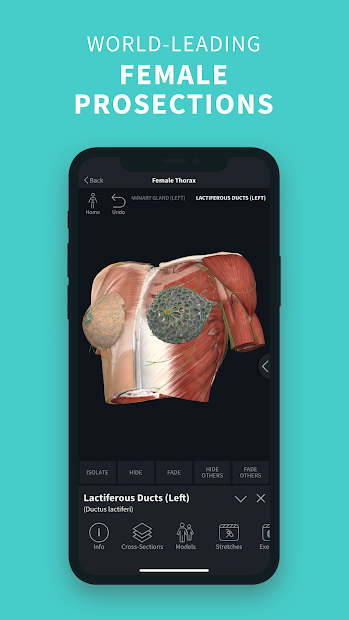 WORLD-LEADING
FEMALE
PROSECTIONS
Back
Female Thorax
Home
Undo
AMMARY GLAND (LEFT)
LACTIFEROUS DUCTS (LEFT)
ISOLATE
HIDE
FADE
HIDE
OTHERS
FADE
OTHERS
Lactiferous Ducts (Left)
(Ductus lactiferi)
Info
Cross-Sections
Models
Stretches
Exe